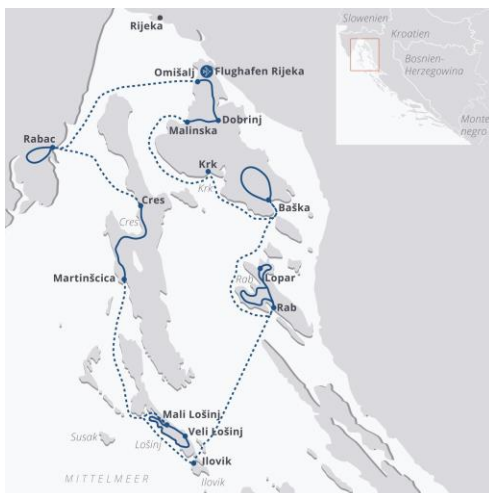 Slowenien
Kroatien
Bosnien-
Herzegowina
Monte
negro
Rijeka
Omišalj
Flughafen Rijeka
Dobrinj
Malinska
Rabac
Krk
Krk
Cres
Cres
Baška
Martinšcica
Rab
Lopar
Rab
Mali Lošinj
Veli Lošinj
Susak
Lošinj
Ilovik
Ilovik
MITTELMEER